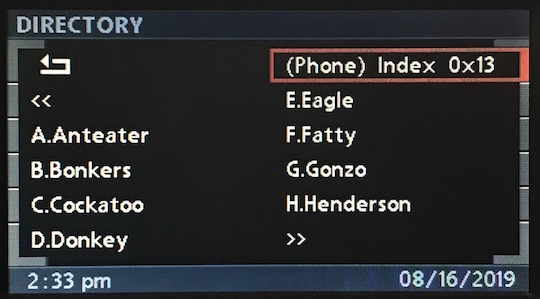 DIRECTORY
(Phone) Index 0x13
<<
E.Eagle
A.Anteater
F.Fatty
B.Bonkers
G.Gonzo
C.Cockatoo
H.Henderson
D.Donkey
>>
2:33 pm
08/16/2019